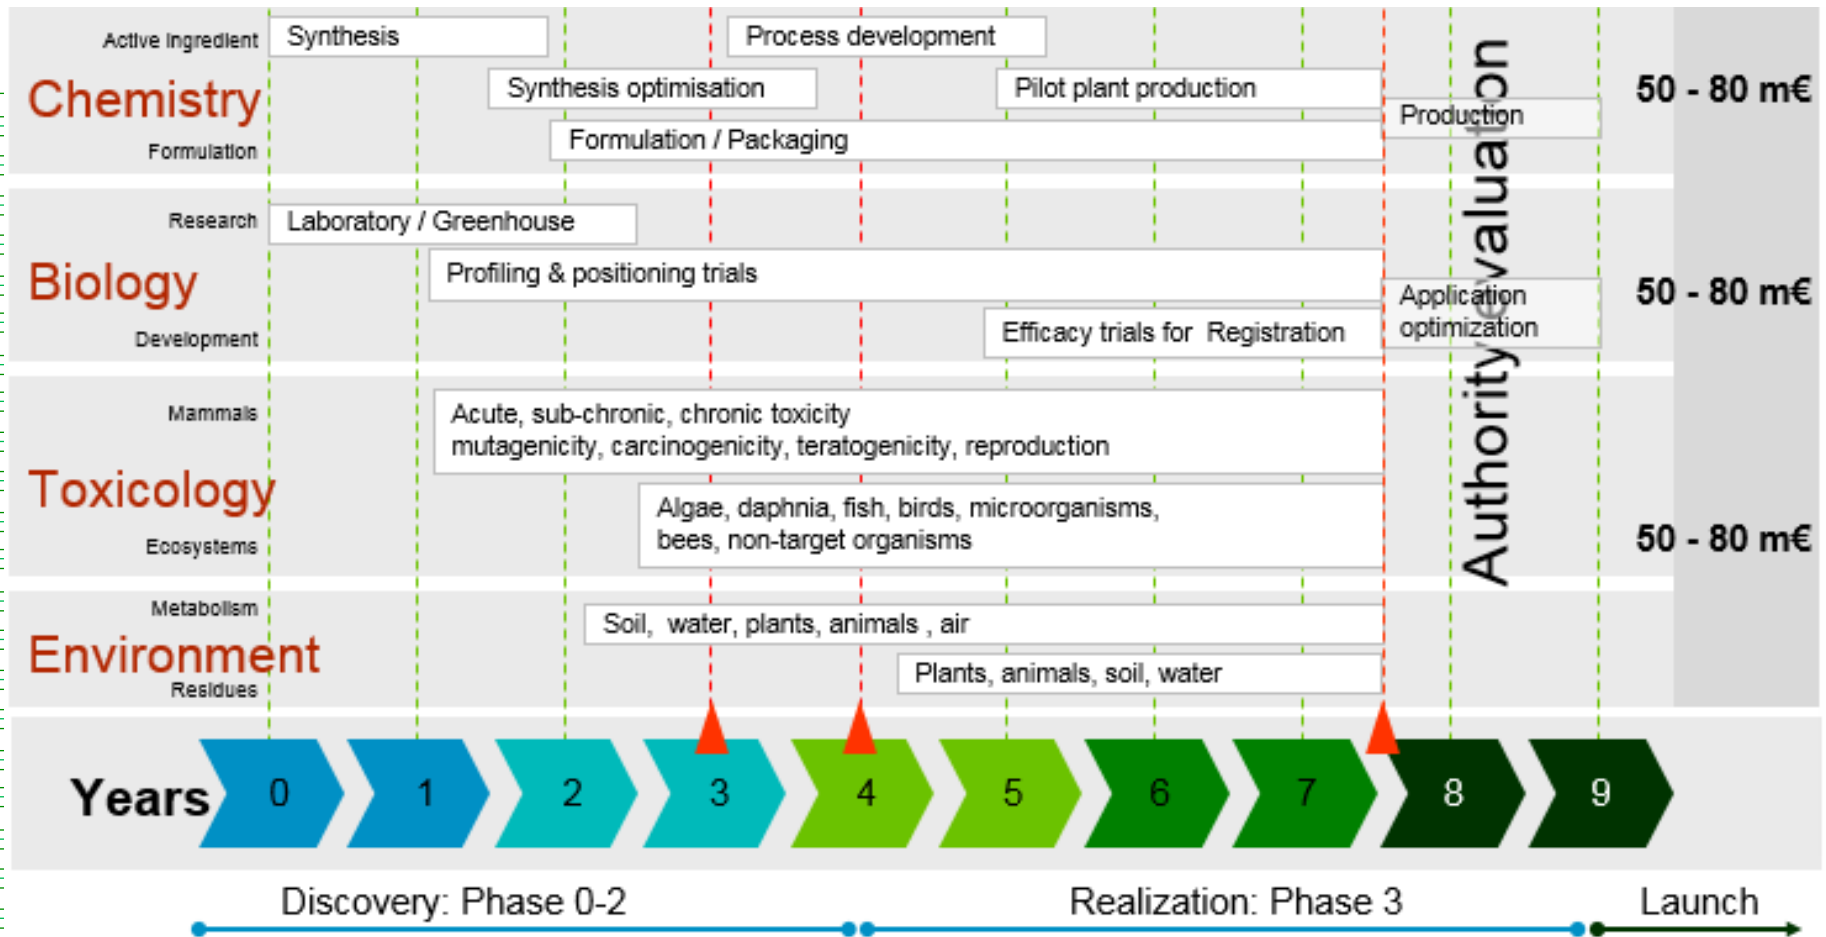 Active Ingredient
Synthesis
Process development
Chemistry
Synthesis optimisation
Pilot plant production
50 - 80 m€
Production
Formulation
Formulation / Packaging
Research
Laboratory / Greenhouse
Biology
Profiling & positioning trials
Application
optimization
50 - 80 m€
Development
Efficacy trials for  Registration
Authority evaluation
Mammals
Acute, sub-chronic, chronic toxicity
mutagenicity, carcinogenicity, teratogenicity, reproduction
Toxicology
Algae, daphnia, fish, birds, microorganisms,
bees, non-target organisms
Ecosystems
50 - 80 m€
Metabolism
Soil,  water, plants, animals , air
Environment
Residues
Plants, animals, soil, water
Years 0 1 2 3 4 5 6 7 8 9
Discovery: Phase 0-2
Realization: Phase 3
Launch